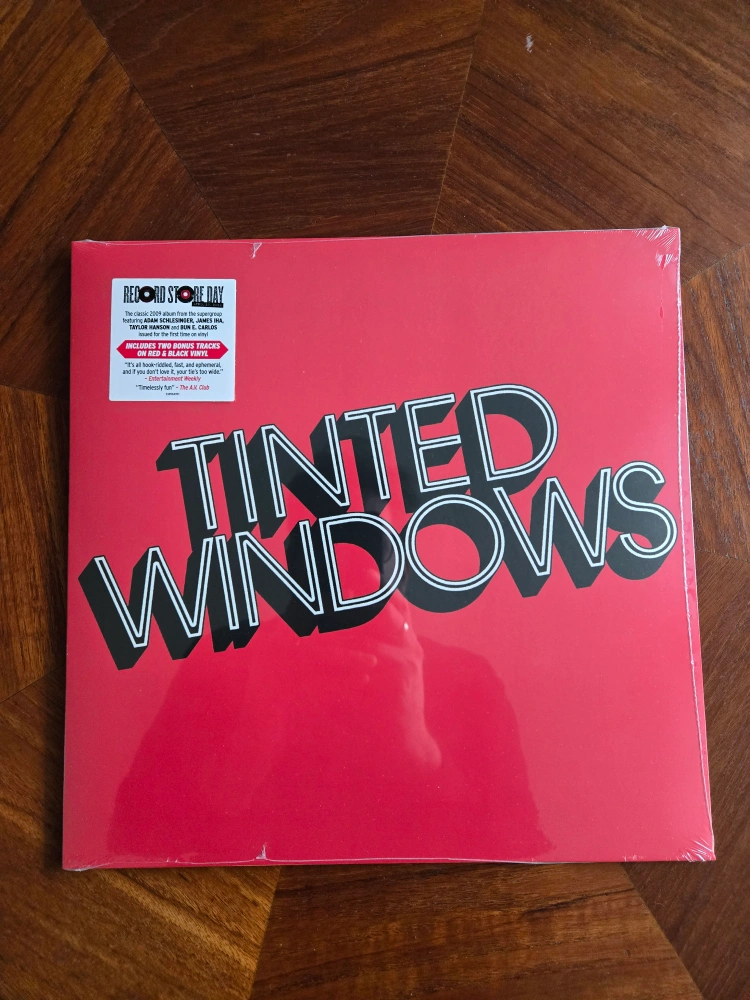 RECORD STORE DAY
The classic 2009 album from the supergroup
featuring ADAM SCHLESINGER, JAMES IHA,
TAYLOR HANSON and BUN E. CARLOS
issued for the first time on vinyl
INCLUDES TWO BONUS TRACKS
ON RED & BLACK VINYL
"It's all hook-riddled, fast, and ephemeral,
and if you don't love it, your tie's too wide."
- Entertainment Weekly
"Timelessly fun" - The A.V. Club
TINTED
WINDOWS